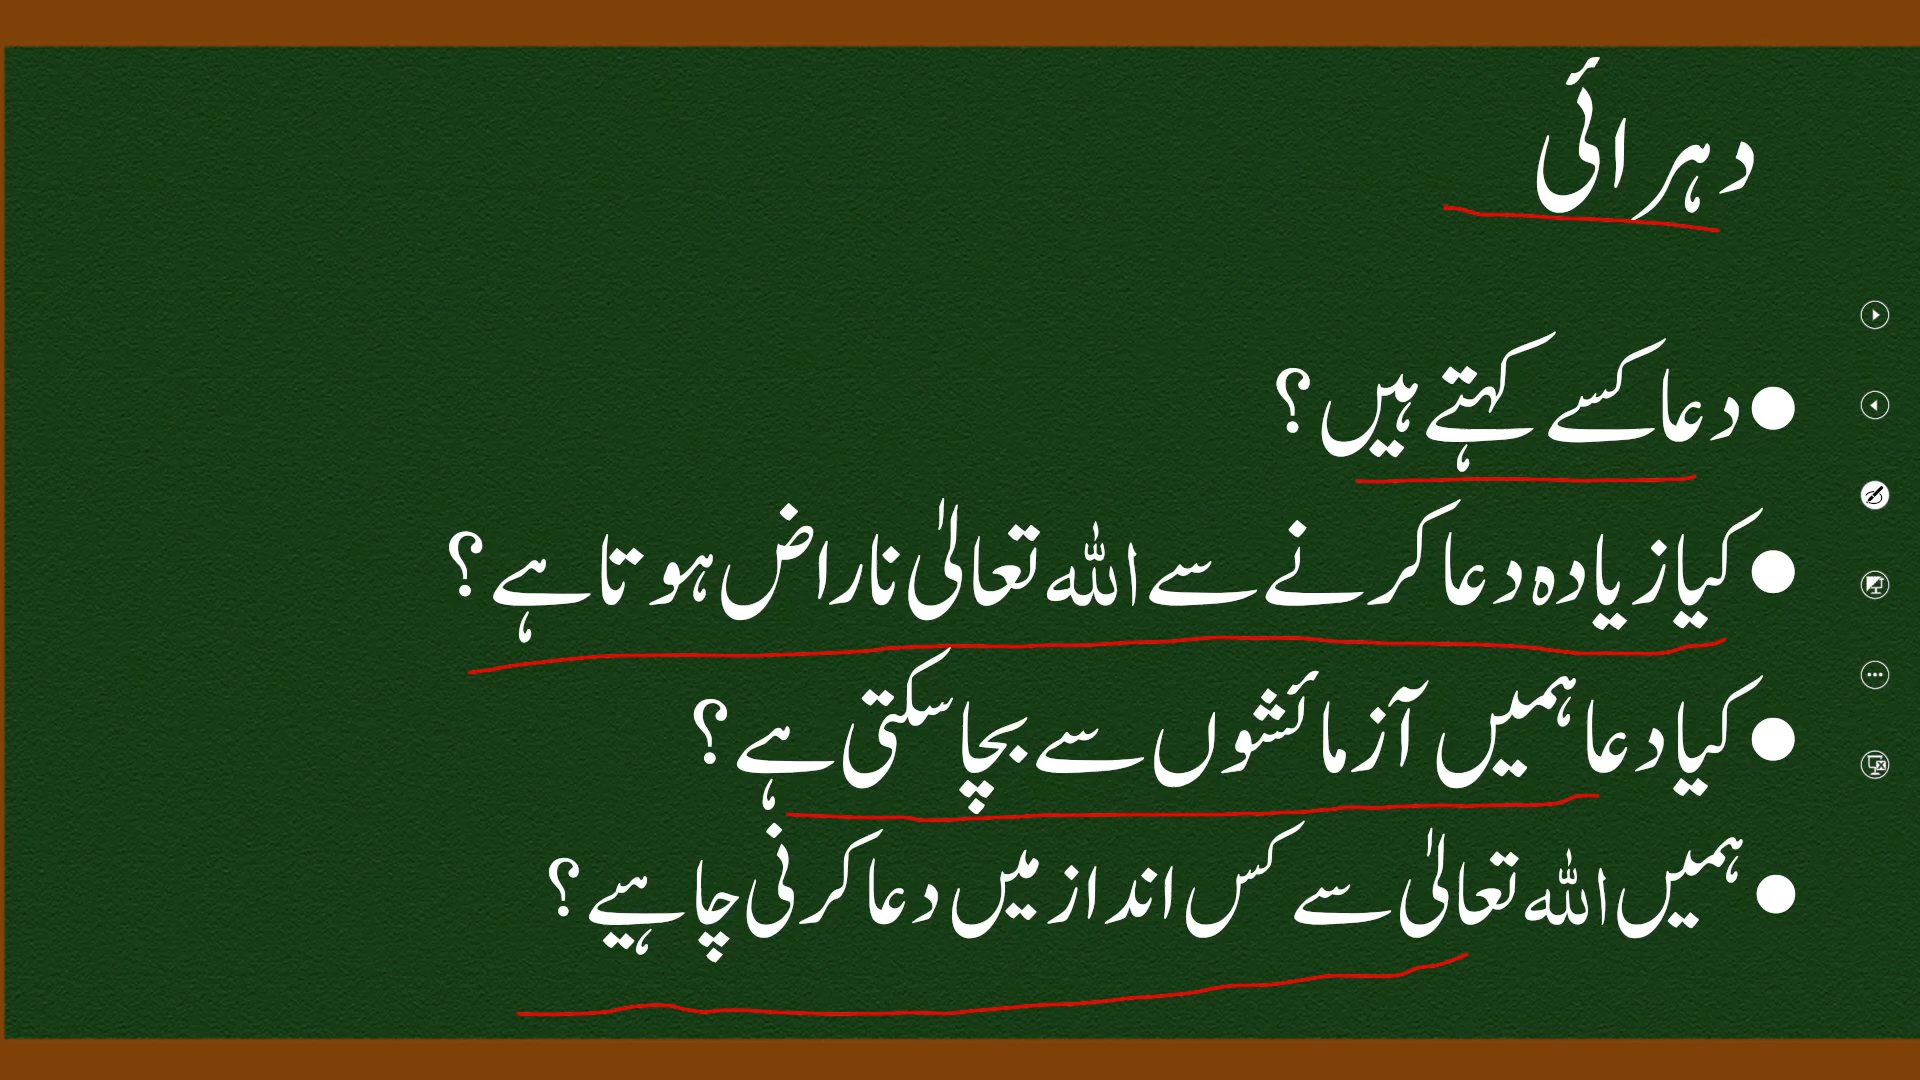 دہرائی
دعا کسے کہتے ہیں؟
کیا زیادہ دعا کرنے سے اللہ تعالیٰ ناراض ہوتا ہے؟
کیا دعا ہمیں آزمائشوں سے بچا سکتی ہے؟
ہمیں اللہ تعالیٰ سے کس انداز میں دعا کرنی چاہیے؟